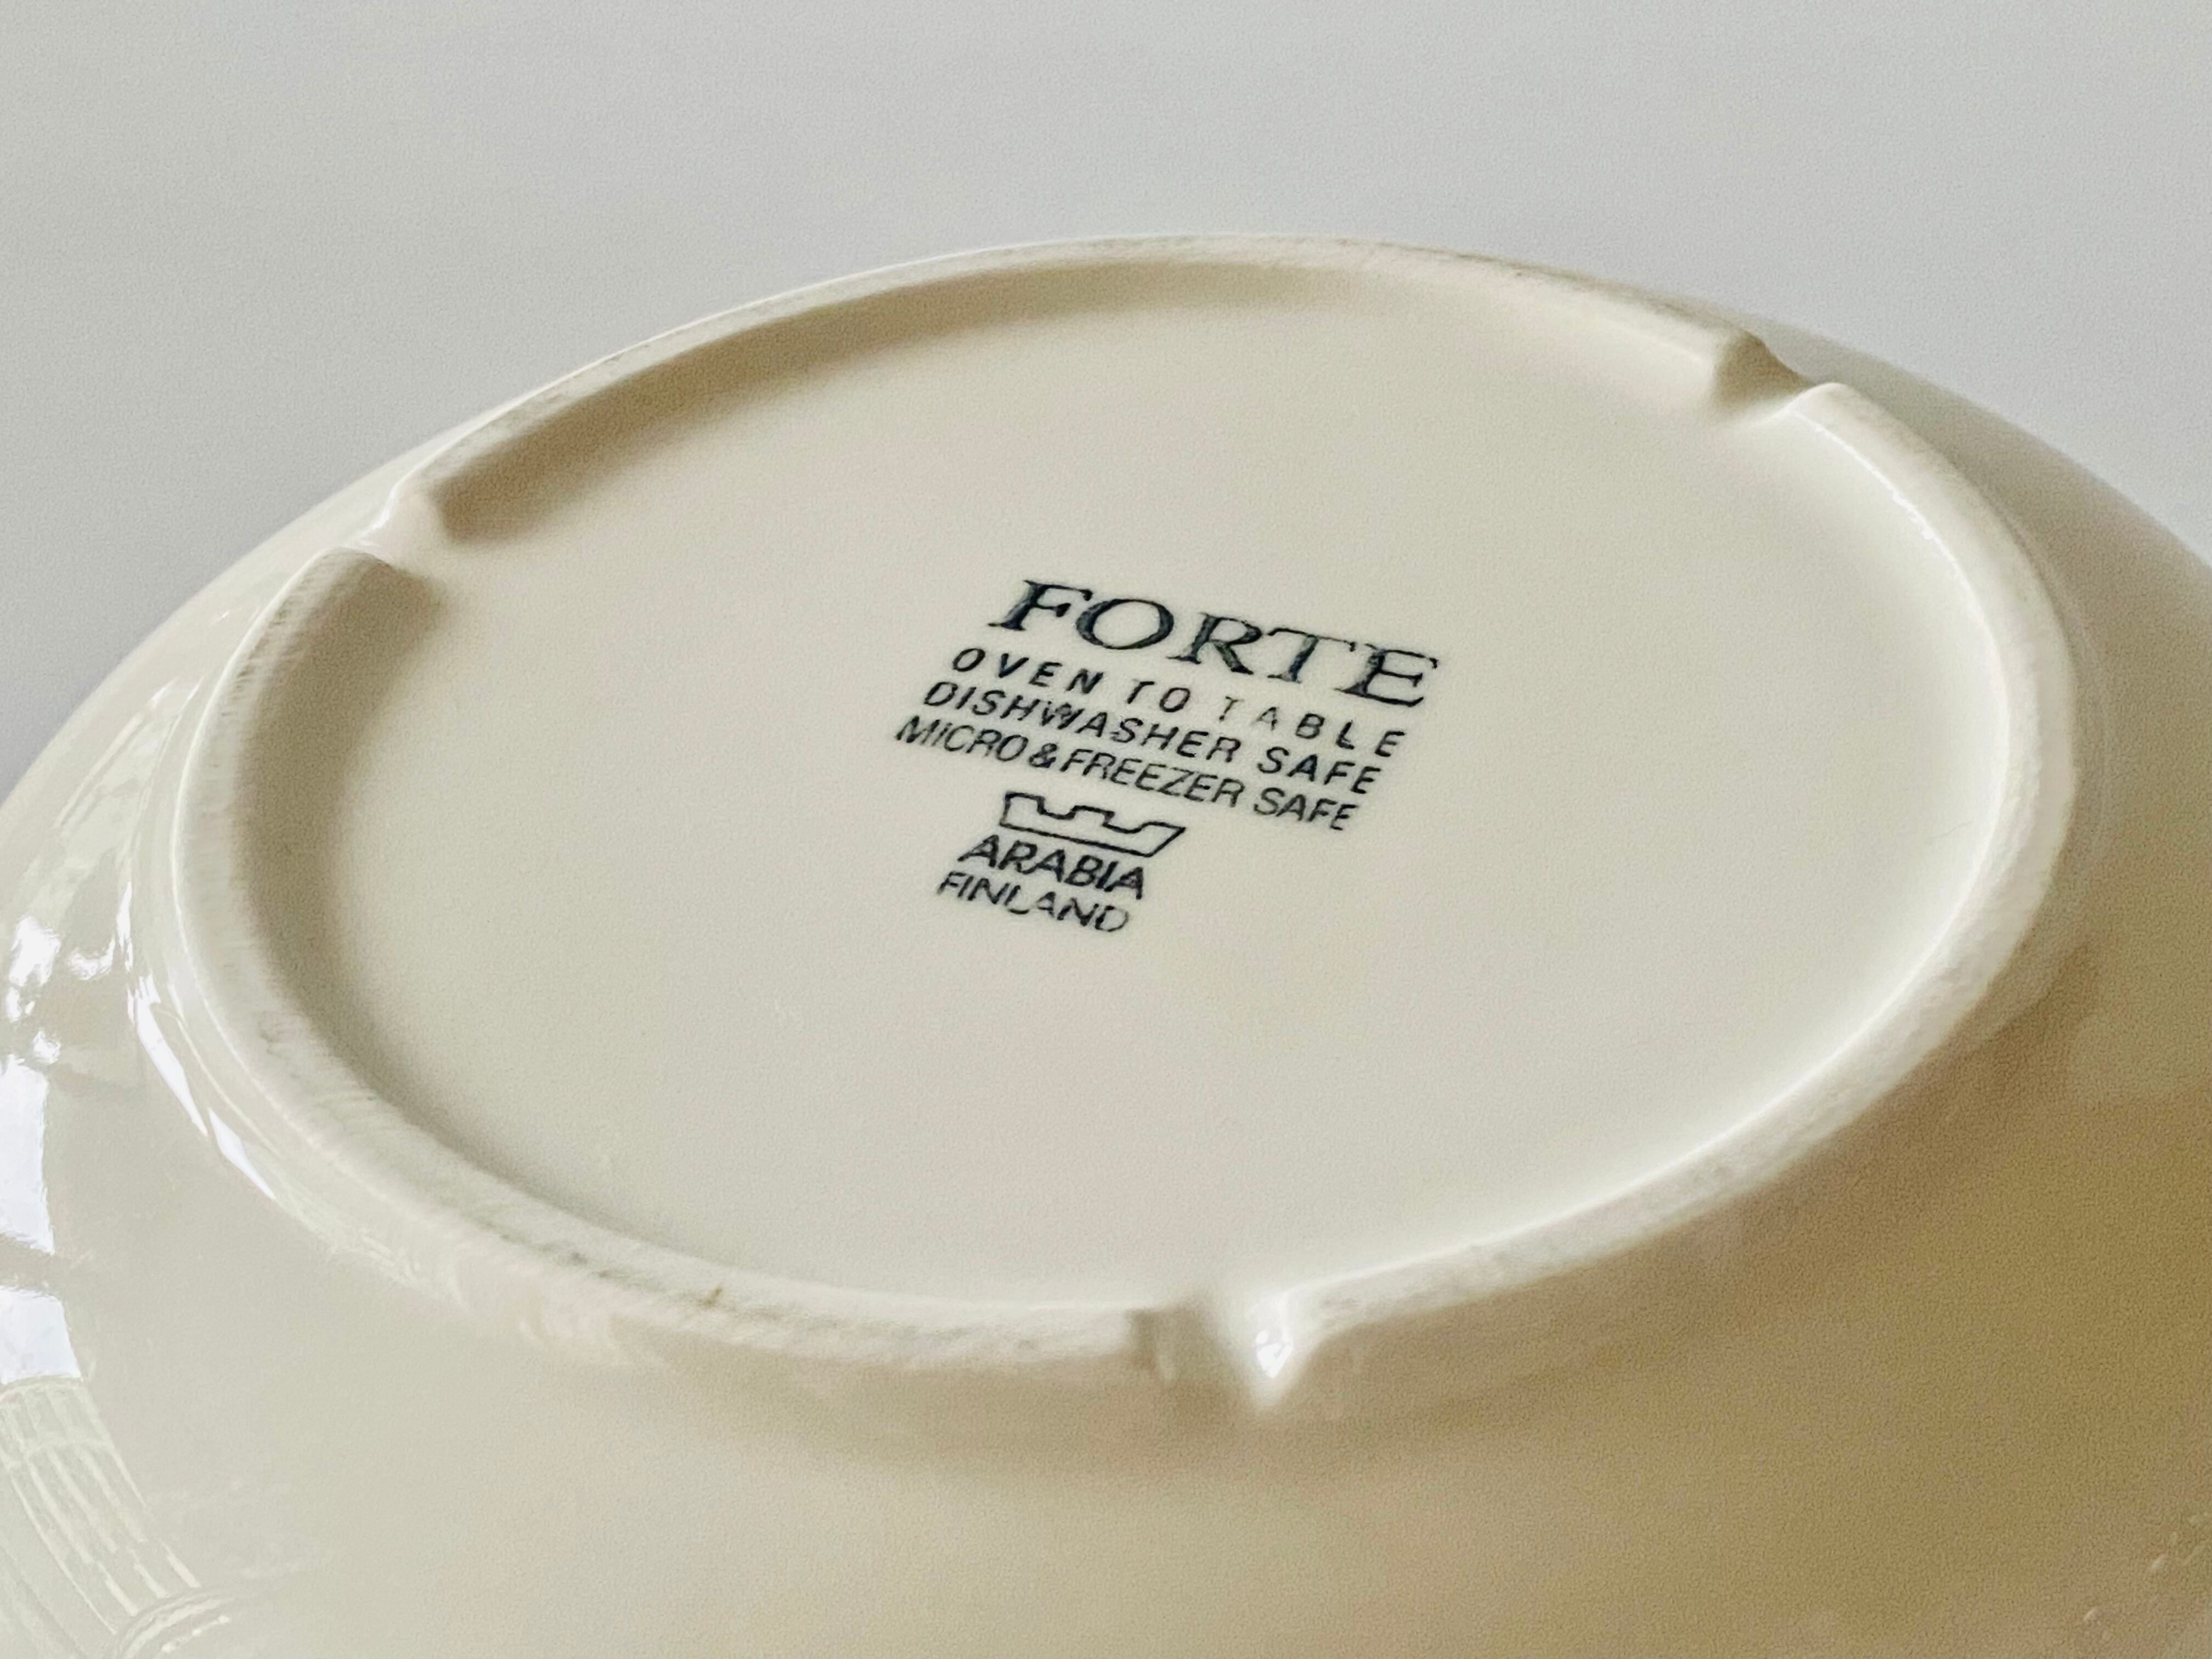 FORTE
OVEN TO TABLE
DISHWASHER SAFE
MICRO & FREEZER SAFE
ARABIA
FINLAND